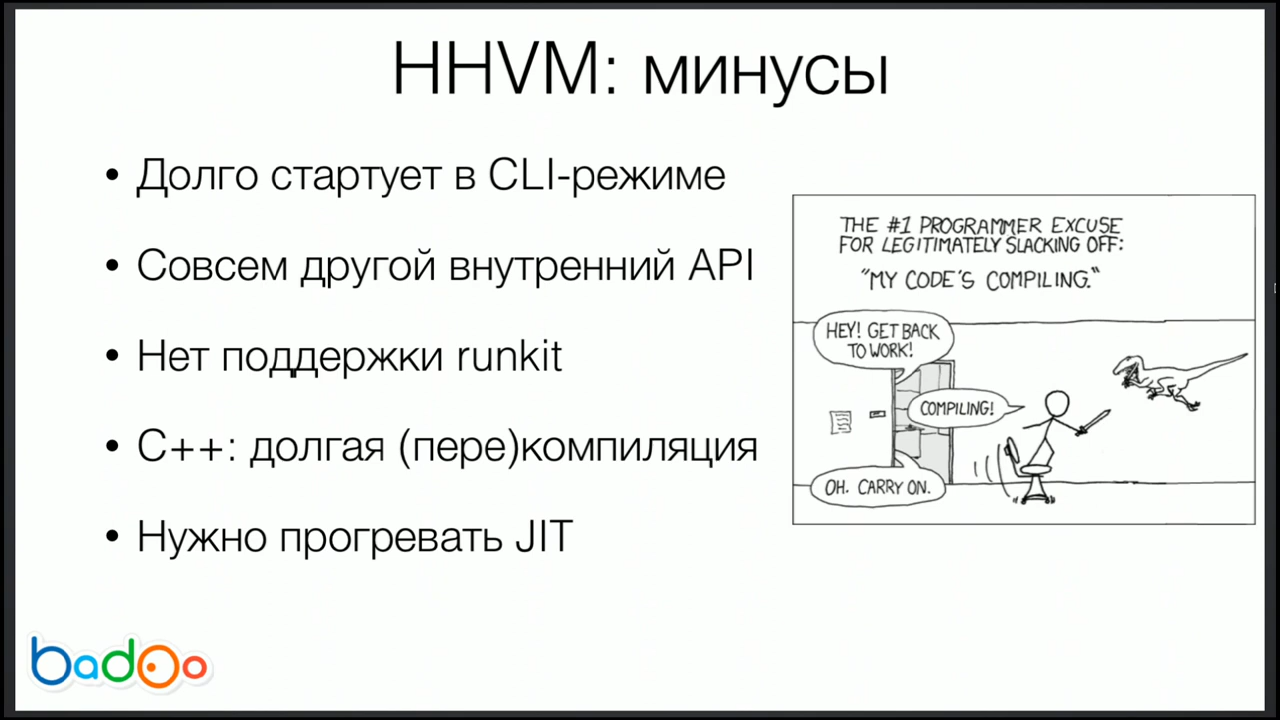 HHVM: минусы
• Долго стартует в CLI-режиме
• Совсем другой внутренний API
• Нет поддержки runkit
• C++: долгая (пере)компиляция
• Нужно прогревать JIT
THE #1 PROGRAMMER EXCUSE
FOR LEGITIMATELY SLACKING OFF:
"MY CODE'S COMPILING."
HEY! GET BACK
TO WORK!
COMPILING!
OH. CARRY ON.
badoo